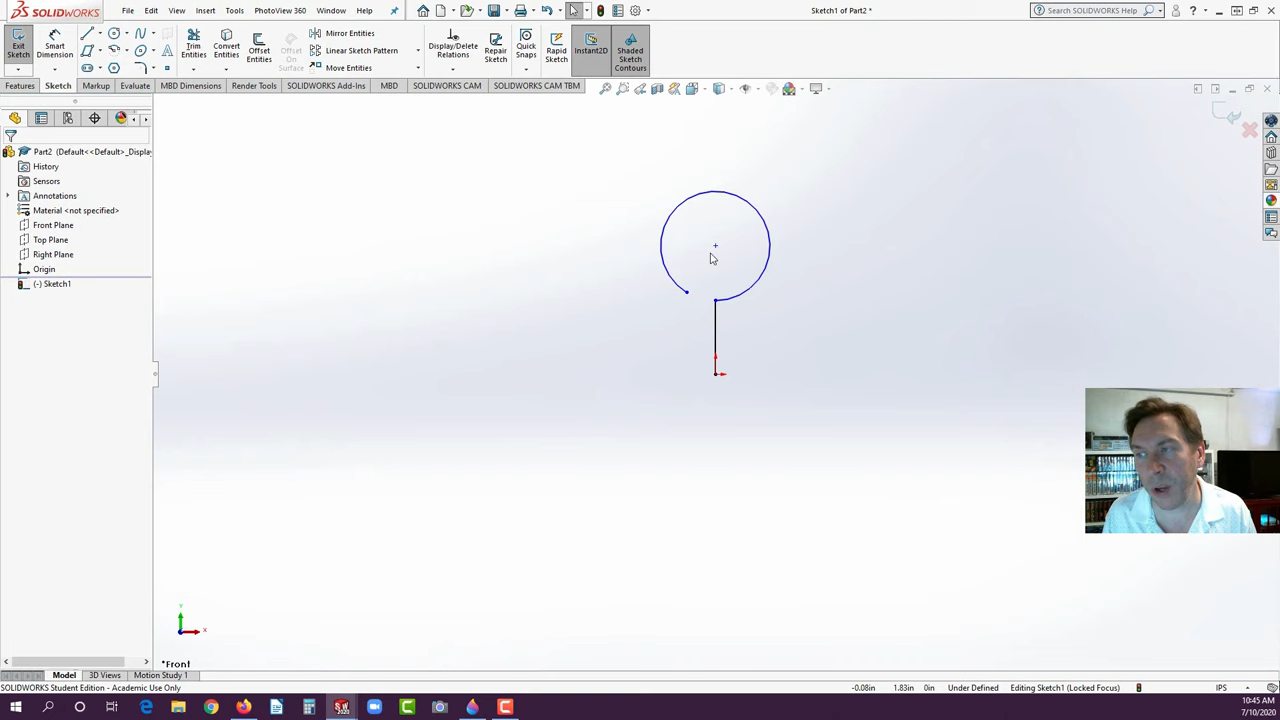 SOLIDWORKS File Edit View Insert Tools PhotoView 360 Window Help Sketch1 of Part2 * Search SOLIDWORKS Help
Exit Sketch Smart Dimension Trim Entities Convert Entities Offset Entities Offset On Surface Mirror Entities Linear Sketch Pattern Move Entities Display/Delete Relations Repair Sketch Quick Snaps Rapid Sketch Instant2D Shaded Sketch Contours
Features Sketch Markup Evaluate MBD Dimensions Render Tools SOLIDWORKS Add-Ins MBD SOLIDWORKS CAM SOLIDWORKS CAM TBM
Part2 (Default<<Default>_Display
History
Sensors
Annotations
Material <not specified>
Front Plane
Top Plane
Right Plane
Origin
(-) Sketch1
Y
X
*Front
Model 3D Views Motion Study 1
SOLIDWORKS Student Edition - Academic Use Only -0.08in 1.83in 0in Under Defined Editing Sketch1 (Locked Focus) IPS
10:45 AM
7/10/2020